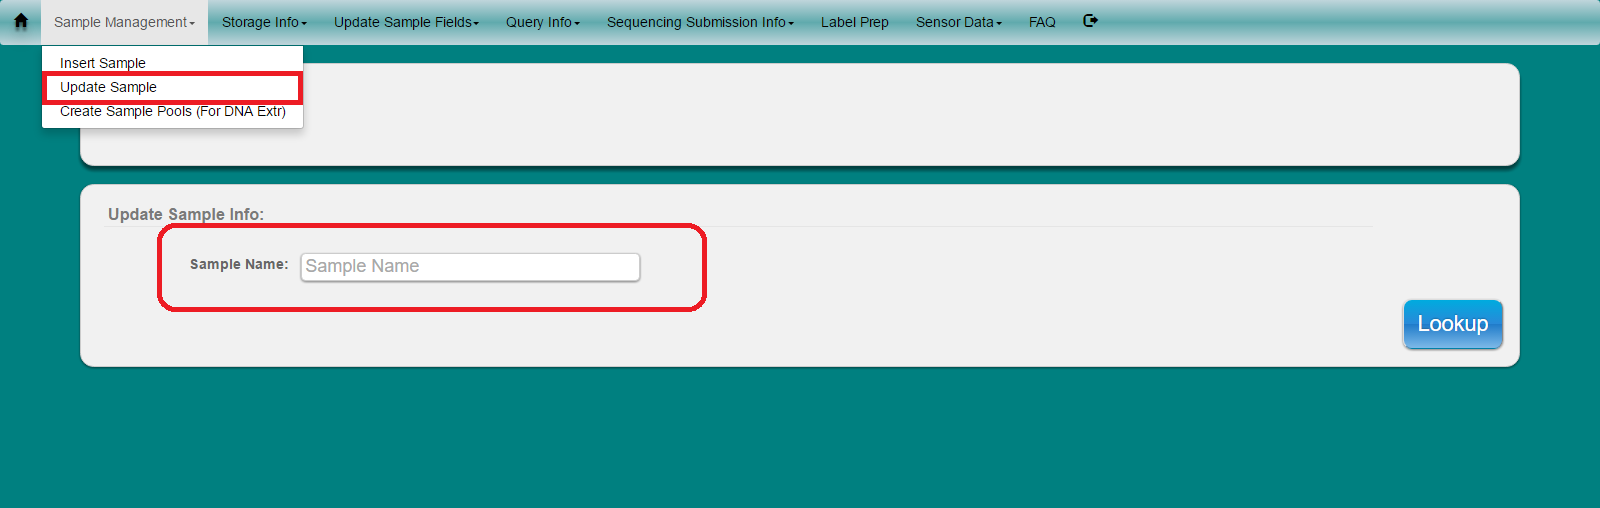 Sample Management Storage Info Update Sample Fields Query Info Sequencing Submission Info Label Prep Sensor Data FAQ
Insert Sample
Update Sample
Create Sample Pools (For DNA Extr)
Update Sample Info:
Sample Name: Sample Name
Lookup